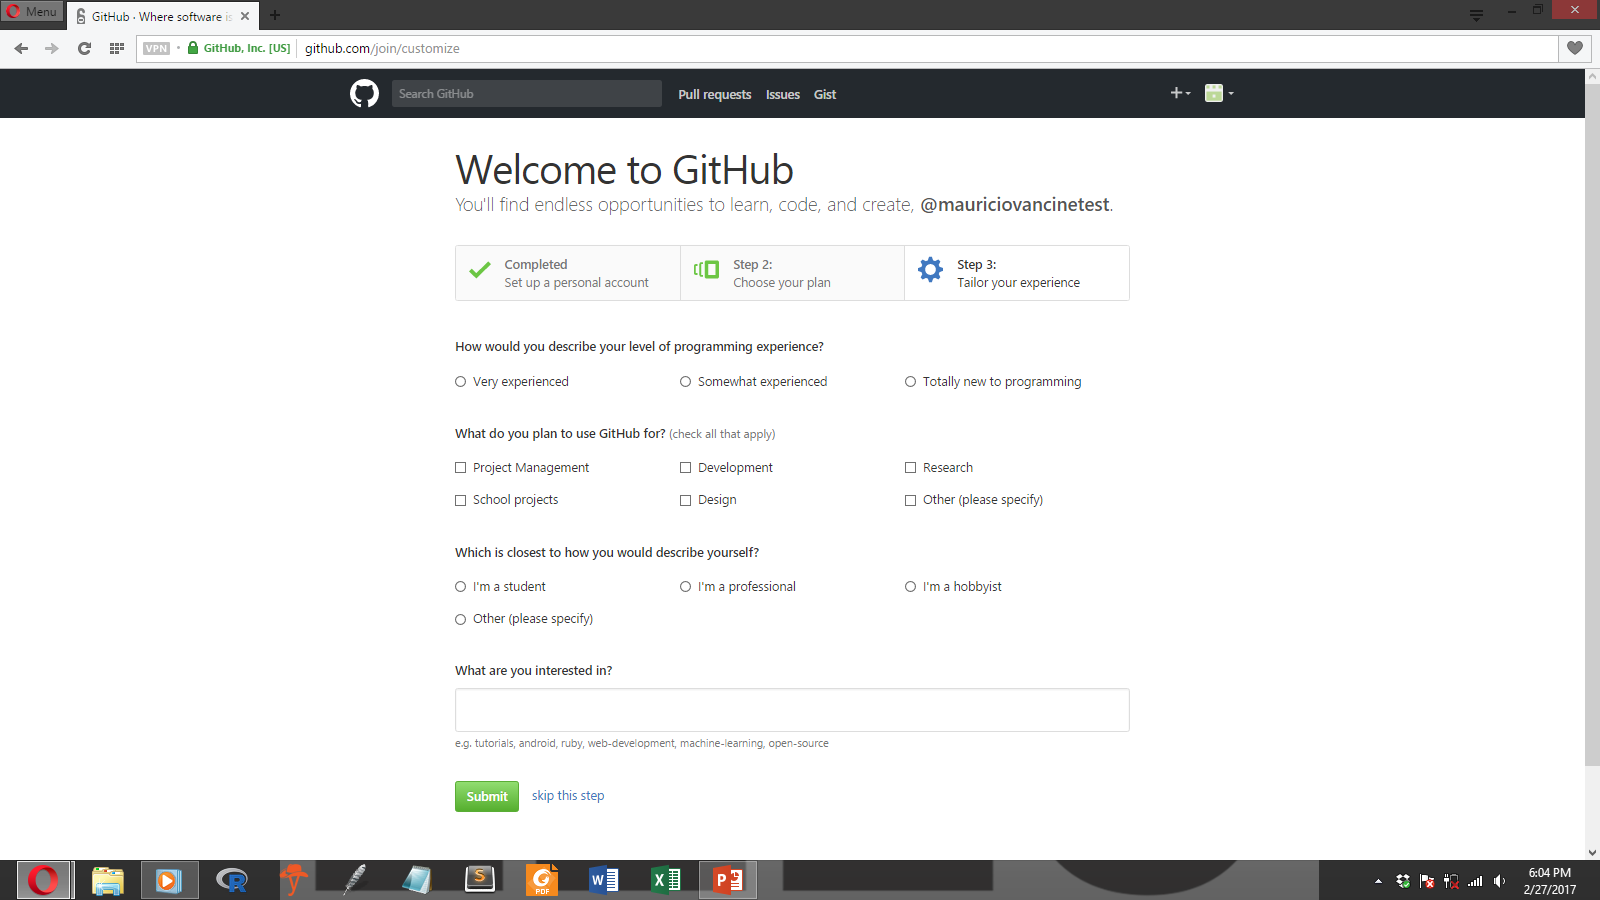 Menu
GitHub · Where software is
VPN
GitHub, Inc. [US]
github.com/join/customize
Search GitHub
Pull requests Issues Gist
Welcome to GitHub
You'll find endless opportunities to learn, code, and create, @mauriciovancinetest.
Completed
Set up a personal account
Step 2:
Choose your plan
Step 3:
Tailor your experience
How would you describe your level of programming experience?
Very experienced Somewhat experienced Totally new to programming
What do you plan to use GitHub for? (check all that apply)
Project Management Development Research
School projects Design Other (please specify)
Which is closest to how you would describe yourself?
I'm a student I'm a professional I'm a hobbyist
Other (please specify)
What are you interested in?
e.g. tutorials, android, ruby, web-development, machine-learning, open-source
Submit skip this step
R
S
PDF
W
X
P
6:04 PM
2/27/2017